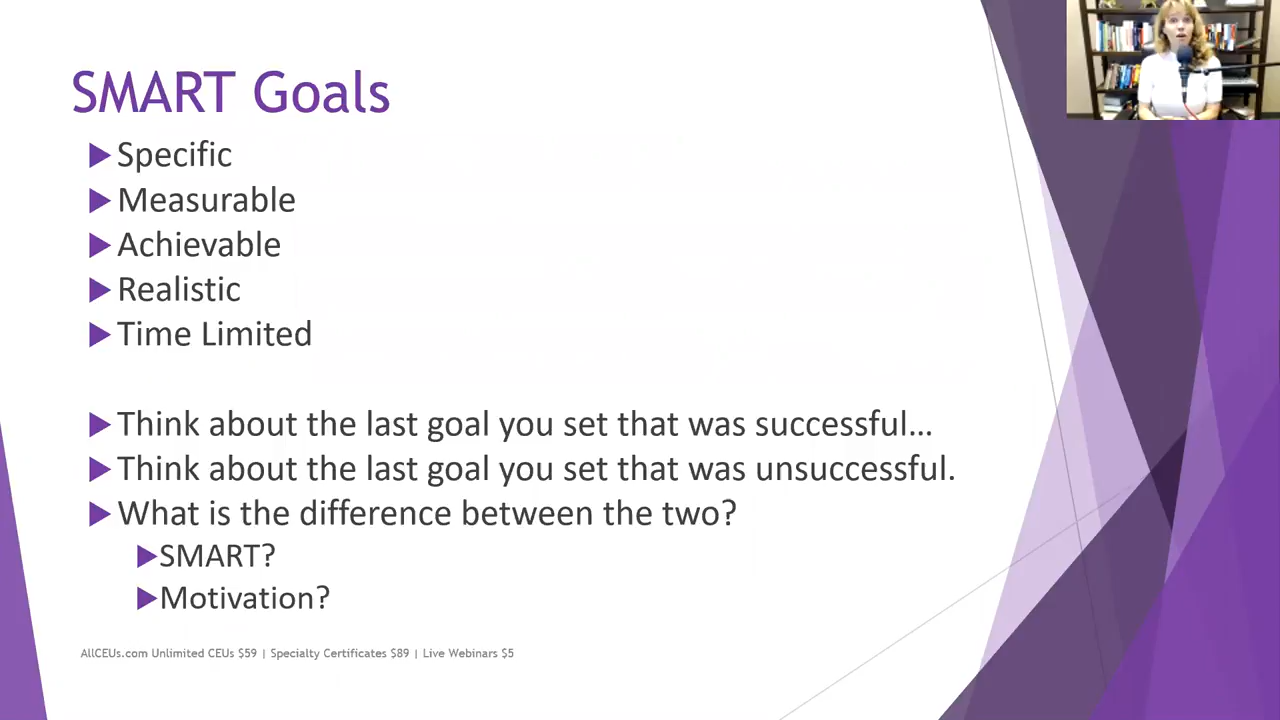 SMART Goals
Specific
Measurable
Achievable
Realistic
Time Limited
Think about the last goal you set that was successful…
Think about the last goal you set that was unsuccessful.
What is the difference between the two?
SMART?
Motivation?
AllCEUs.com Unlimited CEUs $59 | Specialty Certificates $89 | Live Webinars $5